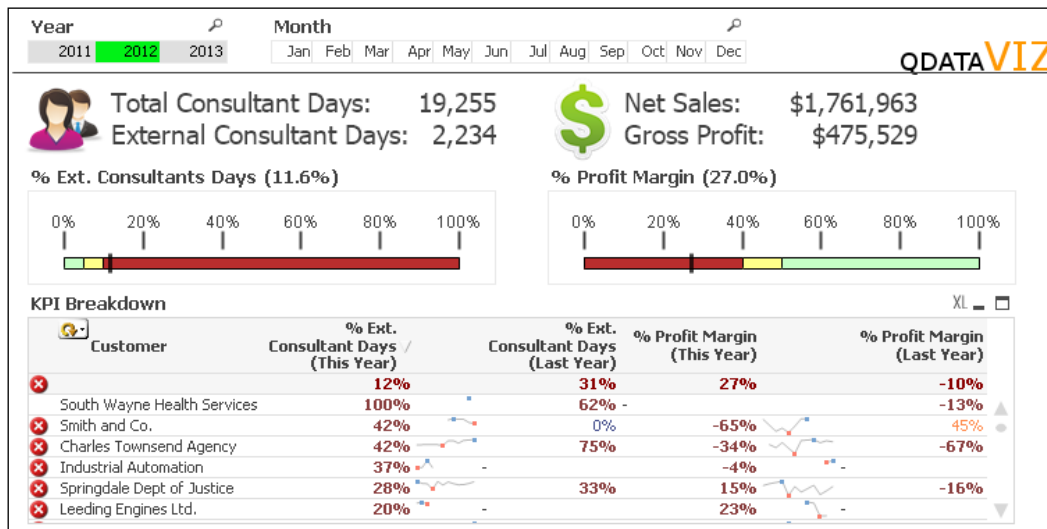 Year
Month
2011 2012 2013
Jan Feb Mar Apr May Jun Jul Aug Sep Oct Nov Dec
QDATAVIZ
Total Consultant Days: 19,255
External Consultant Days: 2,234
Net Sales: $1,761,963
Gross Profit: $475,529
% Ext. Consultants Days (11.6%)
0% 20% 40% 60% 80% 100%
% Profit Margin (27.0%)
0% 20% 40% 60% 80% 100%
KPI Breakdown
XL
Customer
% Ext. 
Consultant Days
(This Year)
% Ext.
Consultant Days
(Last Year)
% Profit Margin
(This Year)
% Profit Margin
(Last Year)
12% 31% 27% -10%
South Wayne Health Services 100% 62% - -13%
Smith and Co. 42% 0% -65% 45%
Charles Townsend Agency 42% 75% -34% -67%
Industrial Automation 37% - -4% -
Springdale Dept of Justice 28% 33% 15% -16%
Leeding Engines Ltd. 20% - 23% -